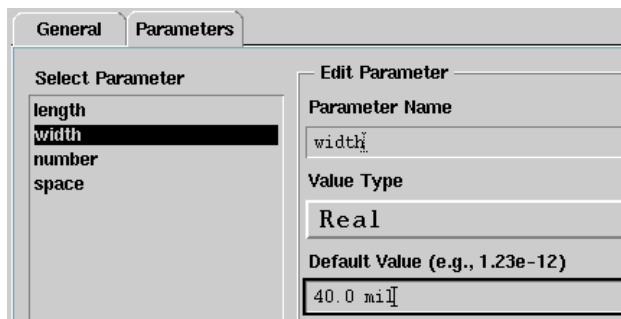 General Parameters
Select Parameter
length
width
number
space
Edit Parameter
Parameter Name
width
Value Type
Real
Default Value (e.g., 1.23e-12)
40.0 mil